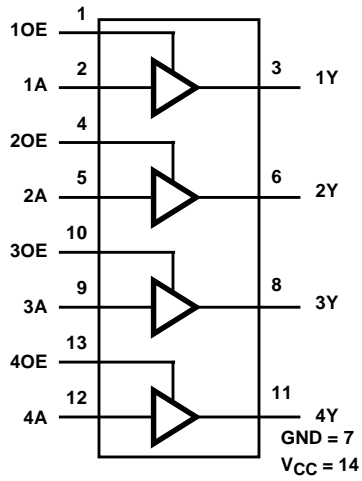 1OE 1
1A 2 3 1Y
2OE 4
2A 5 6 2Y
3OE 10
3A 9 8 3Y
4OE 13
4A 12 11 4Y
GND = 7
VCC = 14